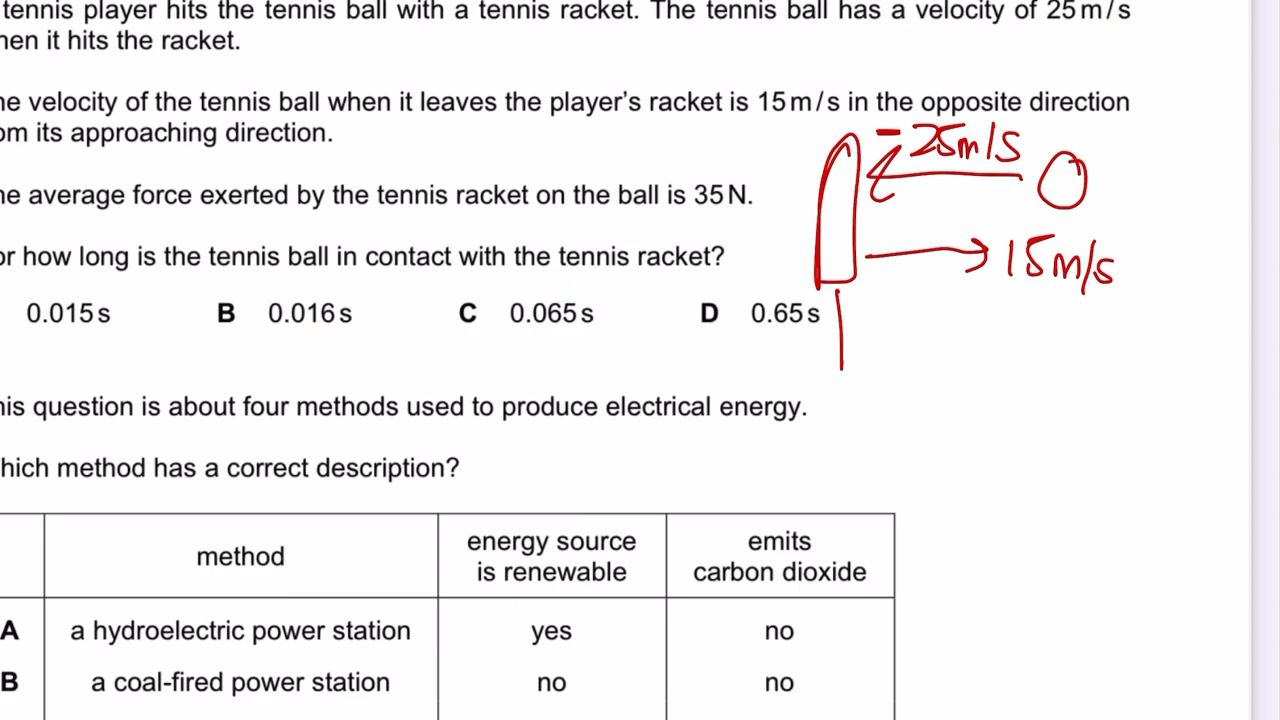 tennis player hits the tennis ball with a tennis racket. The tennis ball has a velocity of 25 m/s
hen it hits the racket.
he velocity of the tennis ball when it leaves the player's racket is 15 m/s in the opposite direction
om its approaching direction.
-25m/s
he average force exerted by the tennis racket on the ball is 35 N.
or how long is the tennis ball in contact with the tennis racket?
15m/s
0.015 s B 0.016 s C 0.065 s D 0.65 s
his question is about four methods used to produce electrical energy.
hich method has a correct description?
method energy source is renewable emits carbon dioxide
A a hydroelectric power station yes no
B a coal-fired power station no no